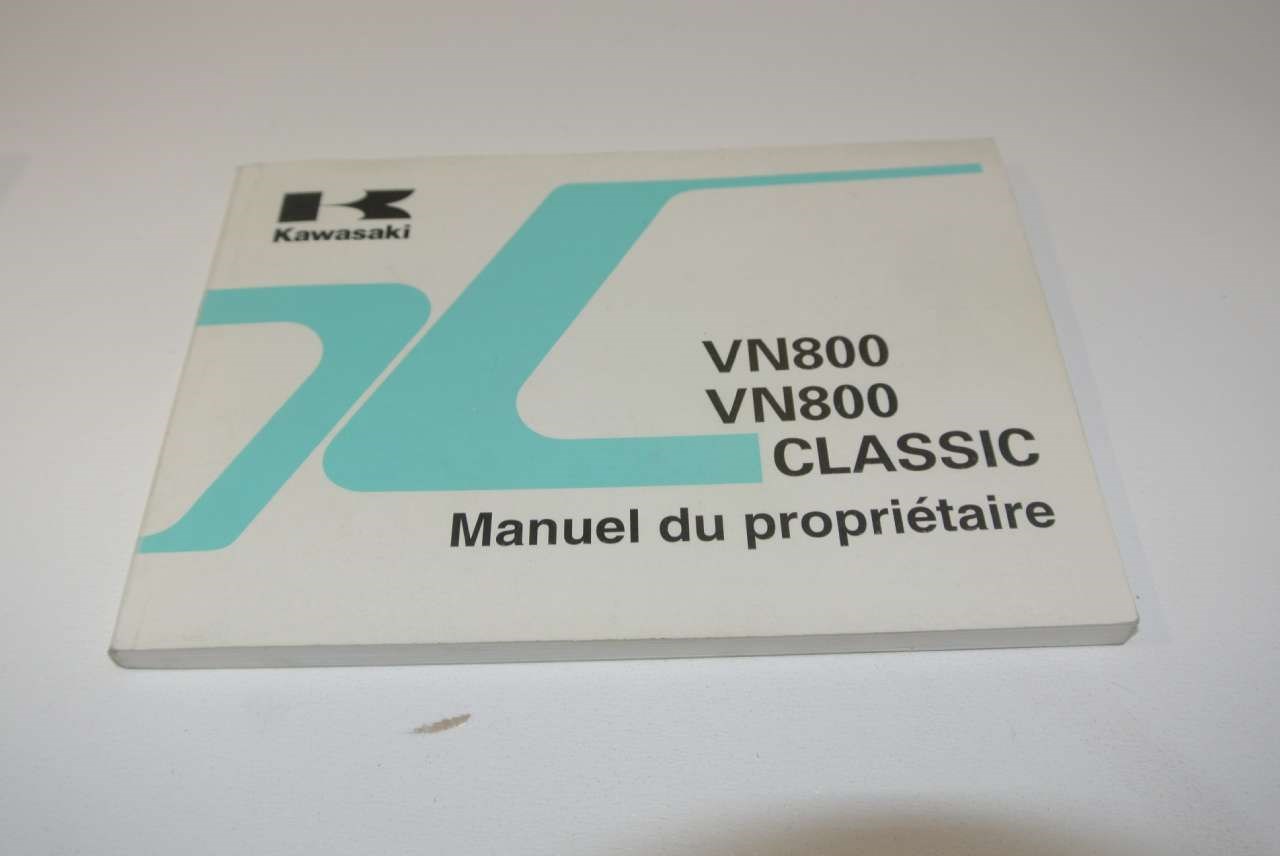 Kawasaki
VN800
VN800
CLASSIC
Manuel du propriétaire